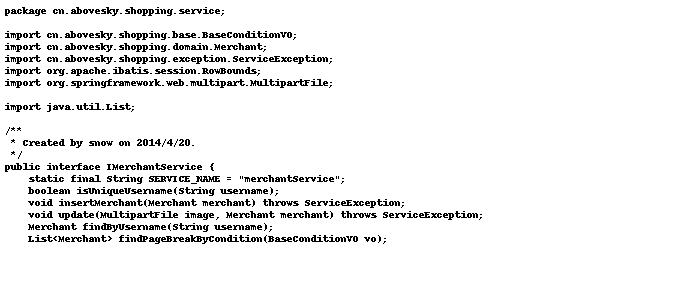 package cn.abovesky.shopping.service;

import cn.abovesky.shopping.base.BaseConditionVO;
import cn.abovesky.shopping.domain.Merchant;
import cn.abovesky.shopping.exception.ServiceException;
import org.apache.ibatis.session.RowBounds;
import org.springframework.web.multipart.MultipartFile;

import java.util.List;

/**
 * Created by snow on 2014/4/20.
 */
public interface IMerchantService {
    static final String SERVICE_NAME = "merchantService";
    boolean isUniqueUsername(String username);
    void insertMerchant(Merchant merchant) throws ServiceException;
    void update(MultipartFile image, Merchant merchant) throws ServiceException;
    Merchant findByUsername(String username);
    List<Merchant> findPageBreakByCondition(BaseConditionVO vo);